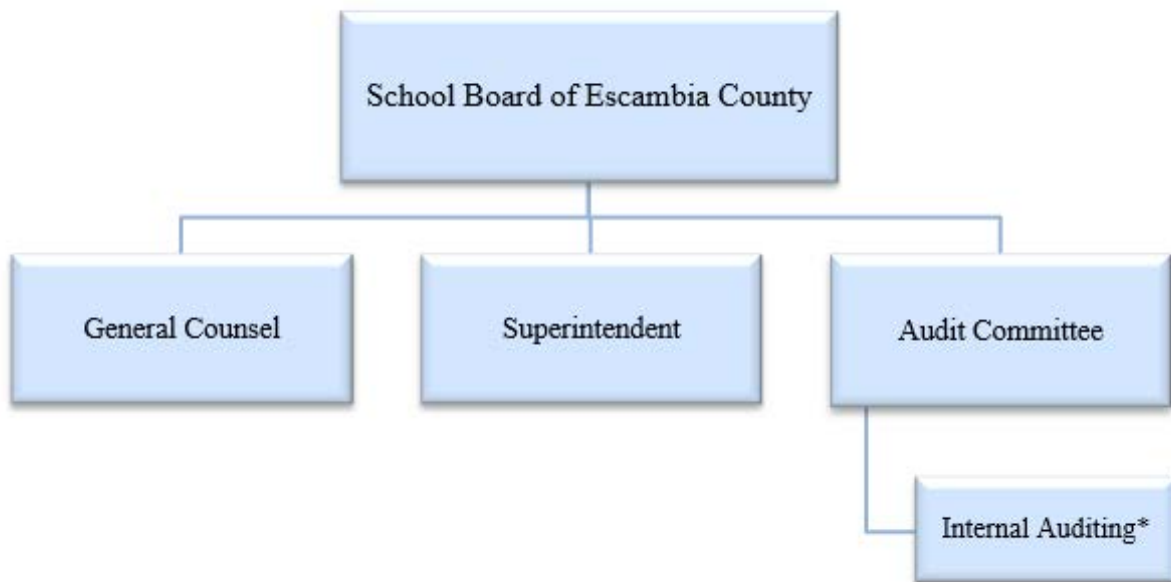 School Board of Escambia County
General Counsel
Superintendent
Audit Committee
Internal Auditing*